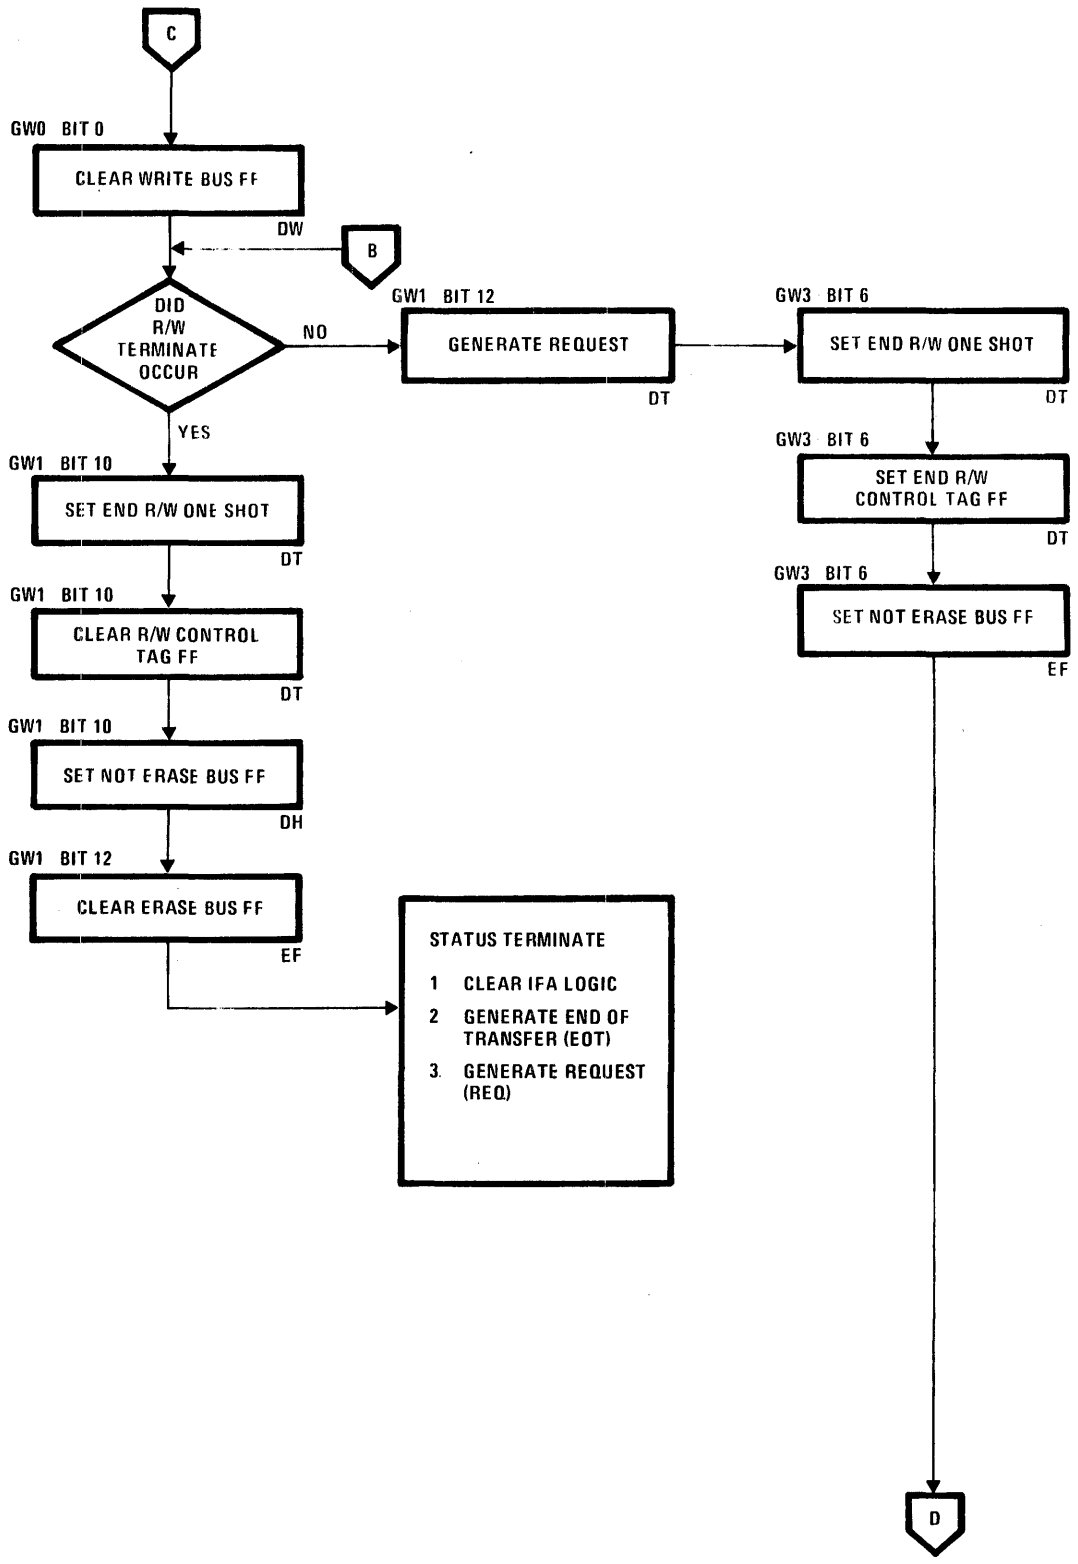 C
GW0 BIT 0
CLEAR WRITE BUS FF
DW
B
DID
R/W
TERMINATE
OCCUR
NO
YES
GW1 BIT 12
GENERATE REQUEST
DT
GW3 BIT 6
SET END R/W ONE SHOT
DT
GW3 BIT 6
SET END R/W
CONTROL TAG FF
DT
GW3 BIT 6
SET NOT ERASE BUS FF
EF
GW1 BIT 10
SET END R/W ONE SHOT
DT
GW1 BIT 10
CLEAR R/W CONTROL
TAG FF
DT
GW1 BIT 10
SET NOT ERASE BUS FF
DH
GW1 BIT 12
CLEAR ERASE BUS FF
EF
STATUS TERMINATE
1 CLEAR IFA LOGIC
2 GENERATE END OF
TRANSFER (EOT)
3. GENERATE REQUEST
(REQ)
D